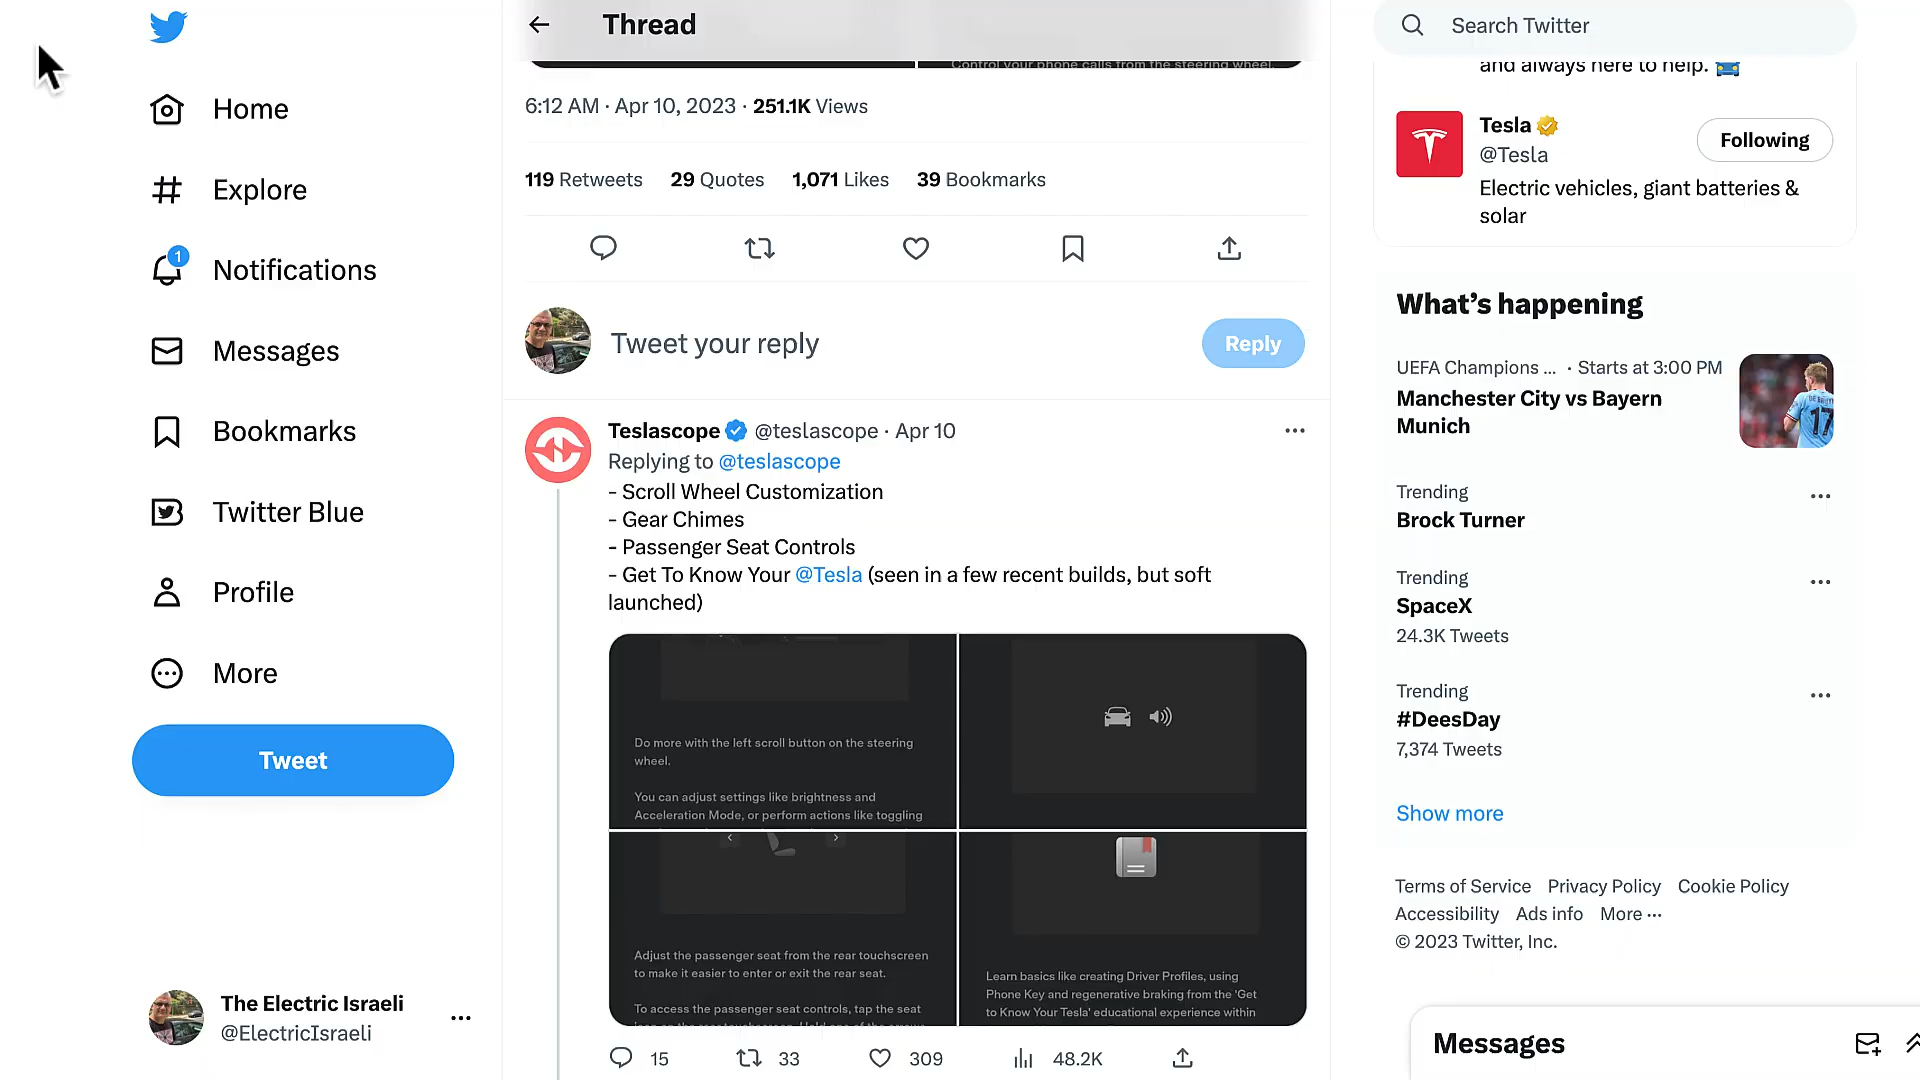 Home
Explore
1
Notifications
Messages
Bookmarks
Twitter Blue
Profile
More
Tweet
The Electric Israeli
@ElectricIsraeli
Thread
Control your phone calls from the steering wheel.
6:12 AM · Apr 10, 2023 · 251.1K Views
119 Retweets 29 Quotes 1,071 Likes 39 Bookmarks
Tweet your reply
Reply
Teslascope @teslascope · Apr 10
Replying to @teslascope
- Scroll Wheel Customization
- Gear Chimes
- Passenger Seat Controls
- Get To Know Your @Tesla (seen in a few recent builds, but soft
launched)
Do more with the left scroll button on the steering
wheel.
You can adjust settings like brightness and
Acceleration Mode, or perform actions like toggling
Adjust the passenger seat from the rear touchscreen
to make it easier to enter or exit the rear seat.
To access the passenger seat controls, tap the seat
Learn basics like creating Driver Profiles, using
Phone Key and regenerative braking from the 'Get
to Know Your Tesla' educational experience within
15 33 309 48.2K
Search Twitter
and always here to help.
Tesla
@Tesla
Following
Electric vehicles, giant batteries &
solar
What's happening
UEFA Champions ... · Starts at 3:00 PM
Manchester City vs Bayern
Munich
17
Trending
Brock Turner
Trending
SpaceX
24.3K Tweets
Trending
#DeesDay
7,374 Tweets
Show more
Terms of Service Privacy Policy Cookie Policy
Accessibility Ads info More ···
© 2023 Twitter, Inc.
Messages